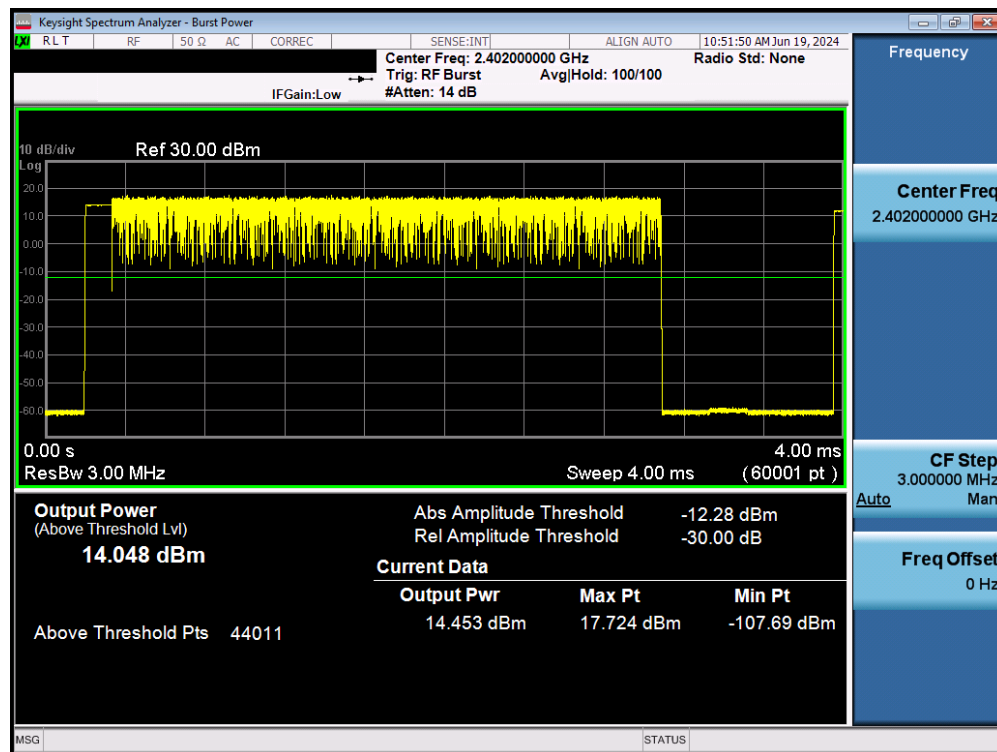 Keysight Spectrum Analyzer - Burst Power
LXI RLT RF 50 Ω AC CORREC SENSE:INT ALIGN AUTO 10:51:50 AM Jun 19, 2024
Center Freq: 2.402000000 GHz Radio Std: None
Trig: RF Burst Avg|Hold: 100/100
IFGain:Low #Atten: 14 dB
Frequency
10 dB/div Ref 30.00 dBm
Log
20.0
10.0
0.00
-10.0
-20.0
-30.0
-40.0
-50.0
-60.0
0.00 s 4.00 ms
ResBw 3.00 MHz Sweep 4.00 ms (60001 pt )
Center Freq
2.402000000 GHz
CF Step
3.000000 MHz
Auto Man
Freq Offset
0 Hz
Output Power
(Above Threshold Lvl)
14.048 dBm
Above Threshold Pts 44011
Abs Amplitude Threshold -12.28 dBm
Rel Amplitude Threshold -30.00 dB
Current Data
Output Pwr Max Pt Min Pt
14.453 dBm 17.724 dBm -107.69 dBm
MSG STATUS